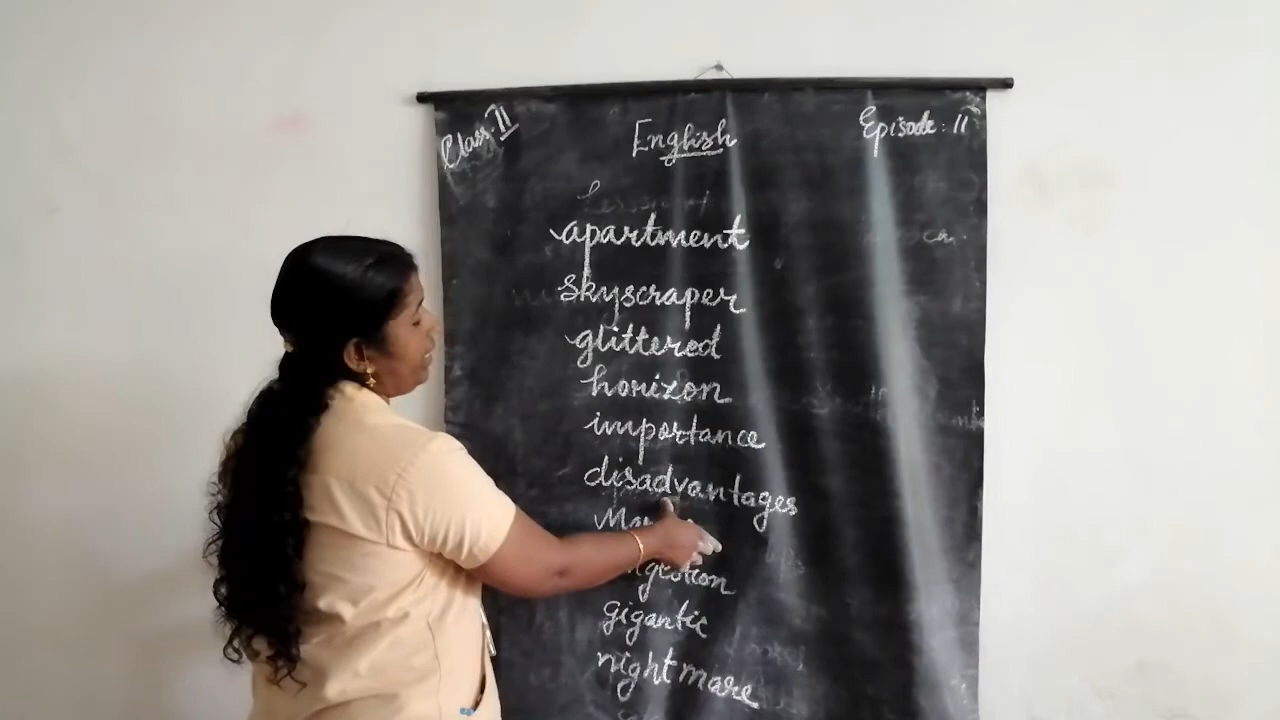 Class: II
English
Episode: 11
apartment
skyscraper
glittered
horizon
importance
disadvantages
gigantic
nightmare